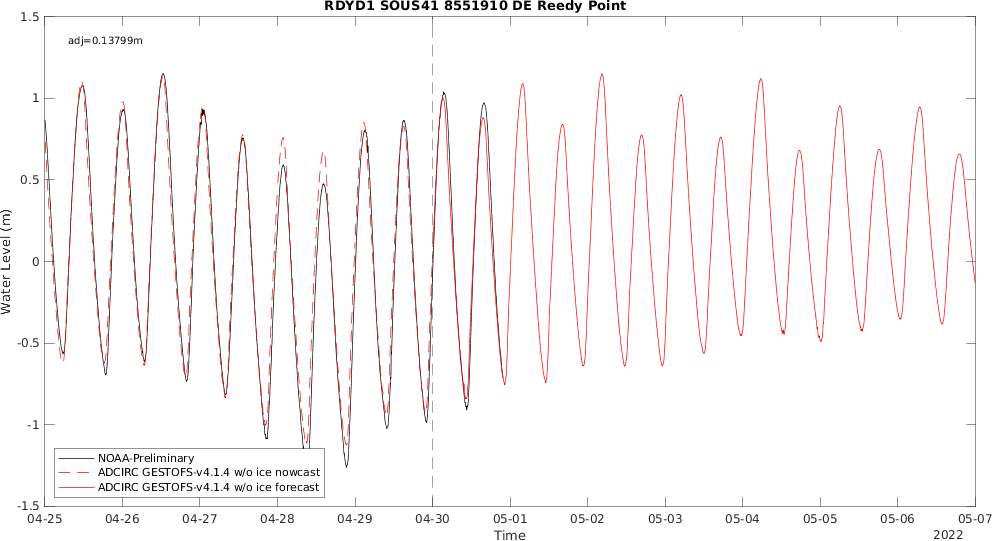 RDYD1 SOUS41 8551910 DE Reedy Point
adj=0.13799m
Water Level (m)
1.5
1
0.5
0
-0.5
-1
-1.5
NOAA-Preliminary
ADCIRC GESTOFS-v4.1.4 w/o ice nowcast
ADCIRC GESTOFS-v4.1.4 w/o ice forecast
04-25 04-26 04-27 04-28 04-29 04-30 05-01 05-02 05-03 05-04 05-05 05-06 05-07
Time
2022